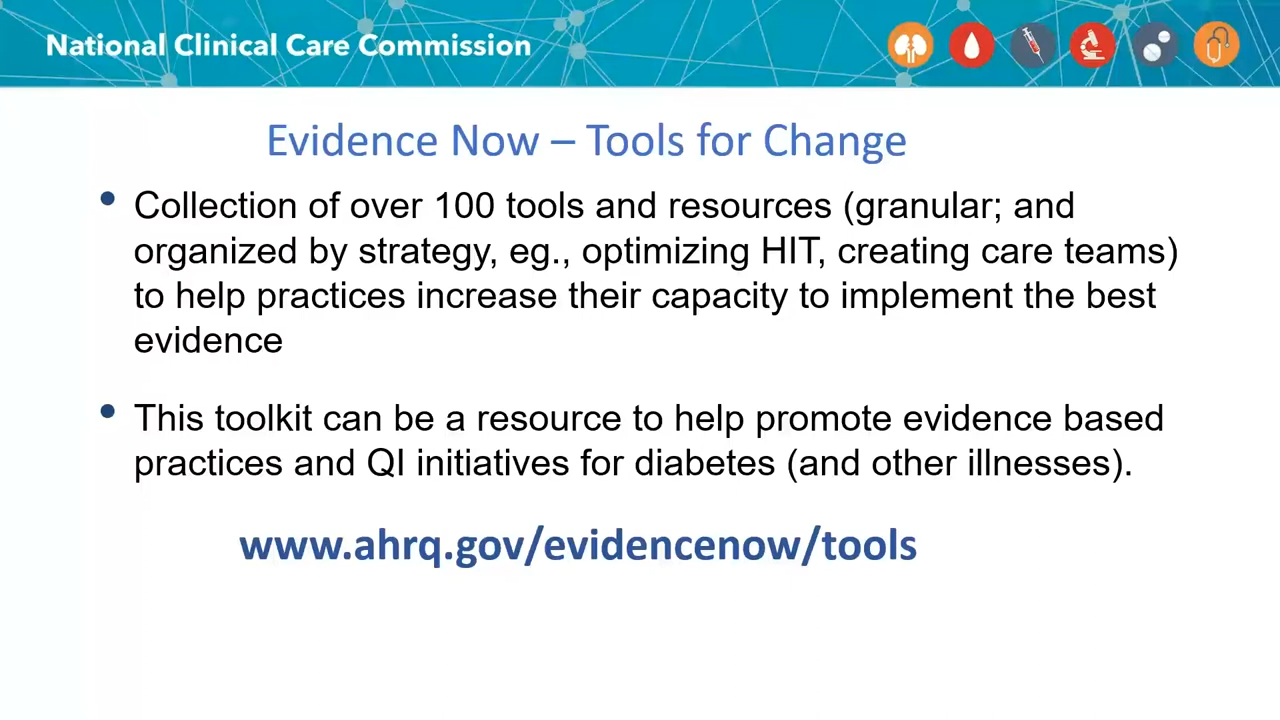 National Clinical Care Commission
Evidence Now – Tools for Change
• Collection of over 100 tools and resources (granular; and
organized by strategy, eg., optimizing HIT, creating care teams)
to help practices increase their capacity to implement the best
evidence
• This toolkit can be a resource to help promote evidence based
practices and QI initiatives for diabetes (and other illnesses).
www.ahrq.gov/evidencenow/tools